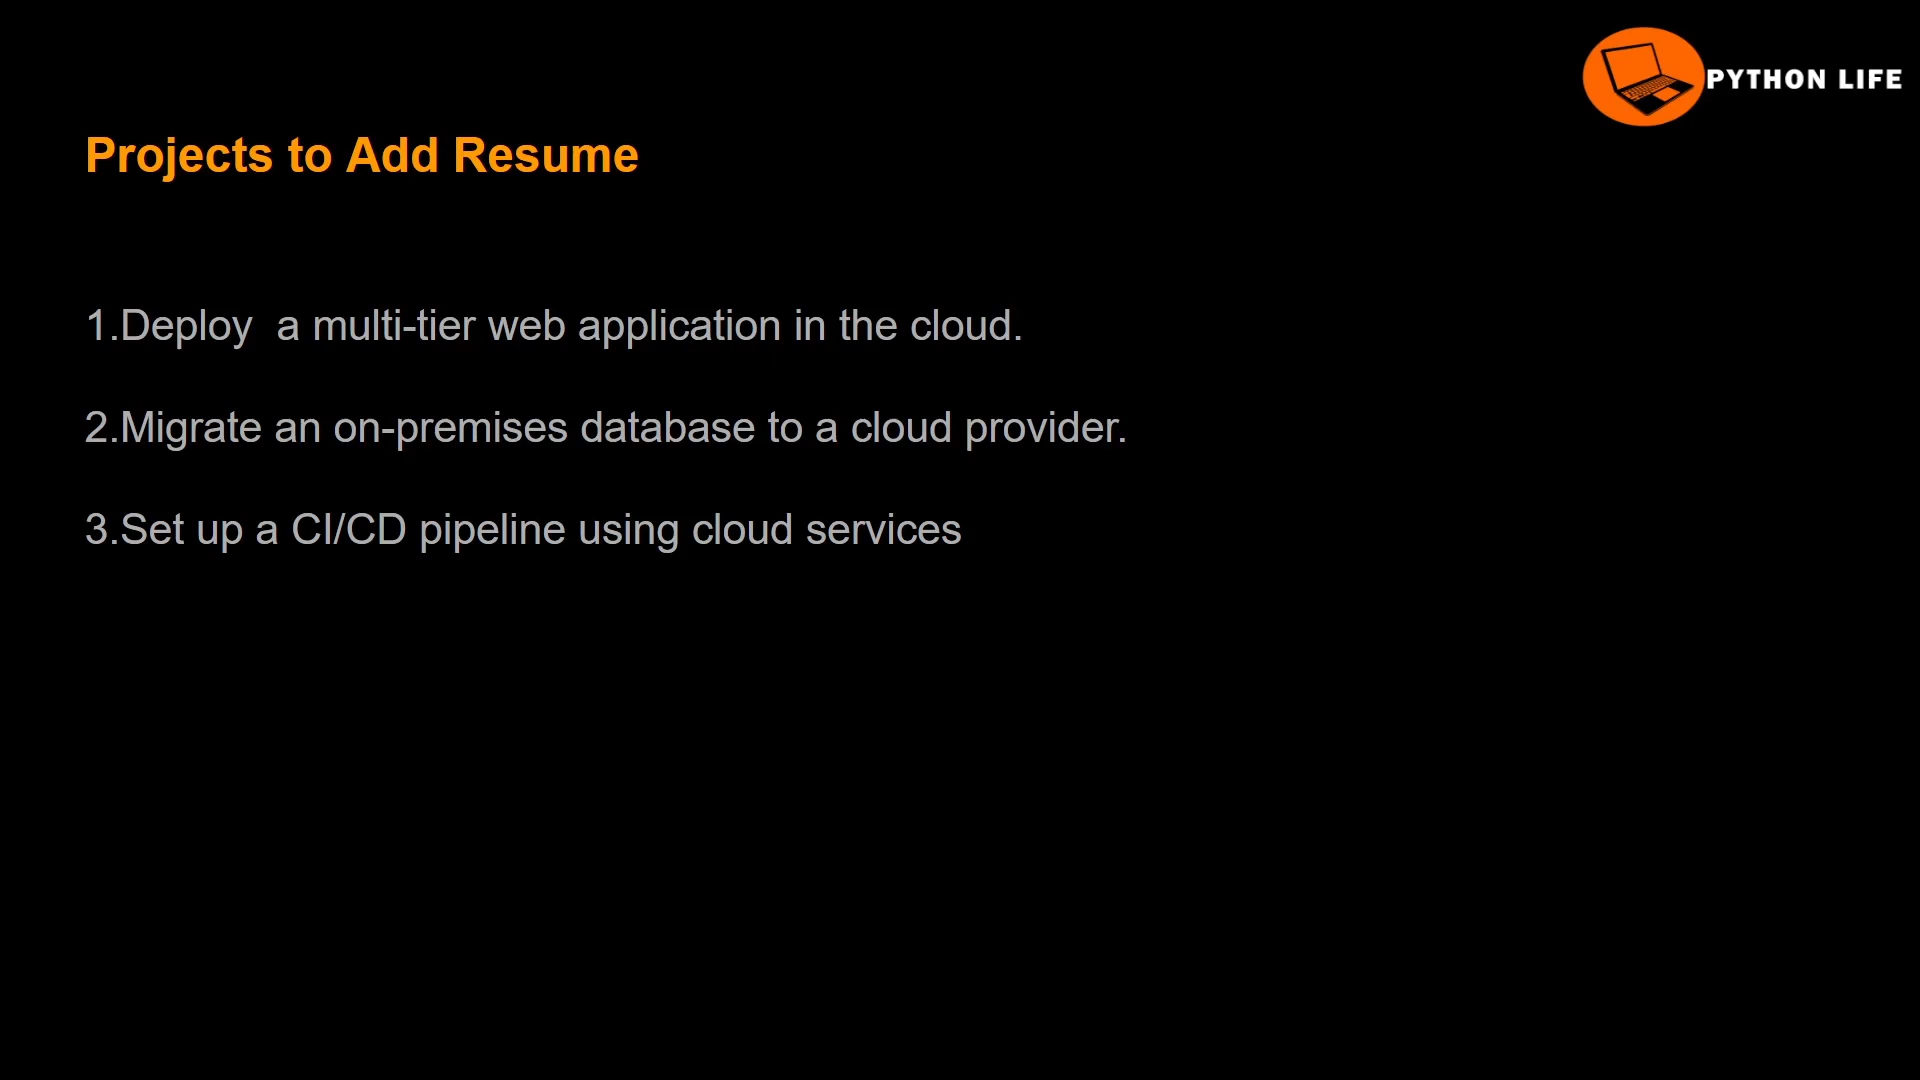 PYTHON LIFE
Projects to Add Resume
1.Deploy  a multi-tier web application in the cloud.
2.Migrate an on-premises database to a cloud provider.
3.Set up a CI/CD pipeline using cloud services